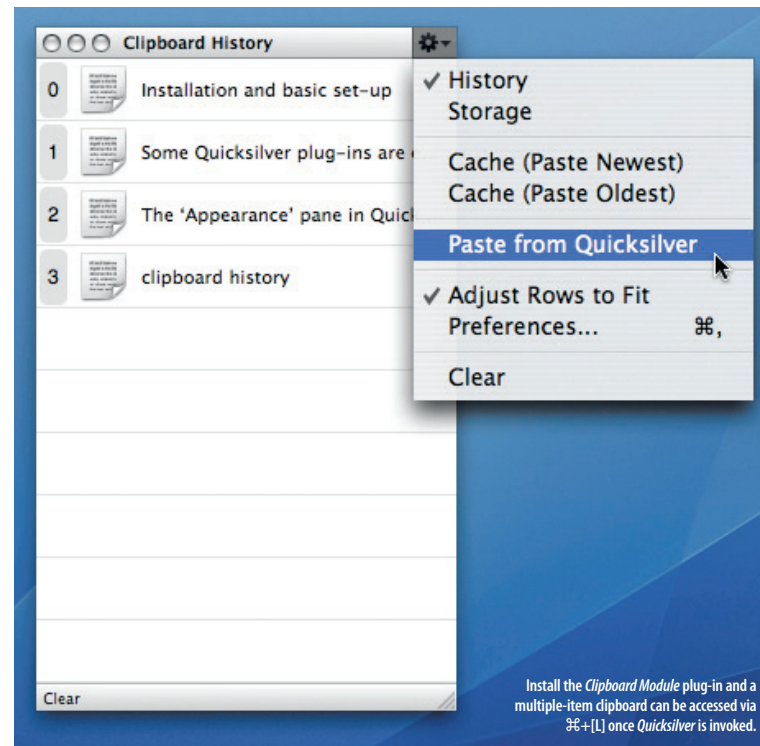 Clipboard History
0 Installation and basic set-up
1 Some Quicksilver plug-ins are
2 The ‘Appearance’ pane in Quick
3 clipboard history
Clear
✓ History
Storage
Cache (Paste Newest)
Cache (Paste Oldest)
Paste from Quicksilver
✓ Adjust Rows to Fit
Preferences... ⌘,
Clear
Install the Clipboard Module plug-in and a
multiple-item clipboard can be accessed via
⌘+[L] once Quicksilver is invoked.